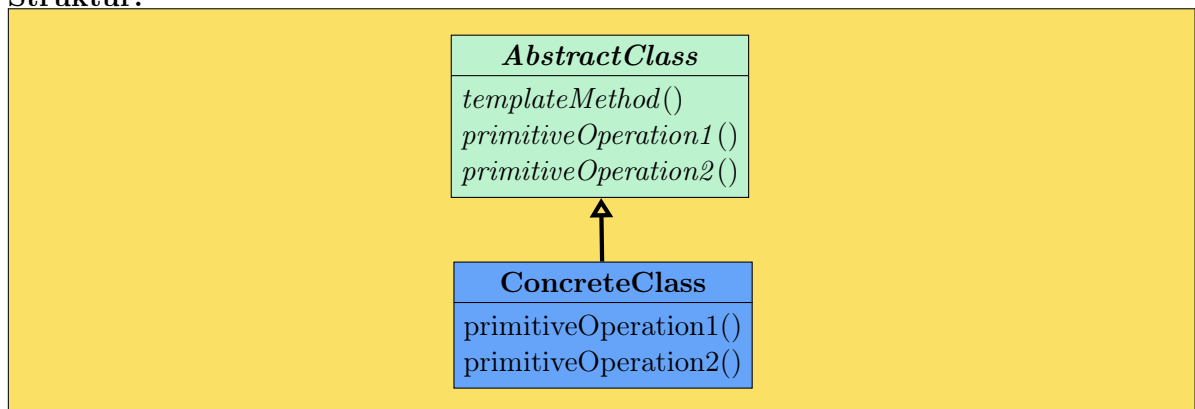 Struktur:
AbstractClass
templateMethod()
primitiveOperation1()
primitiveOperation2()
ConcreteClass
primitiveOperation1()
primitiveOperation2()